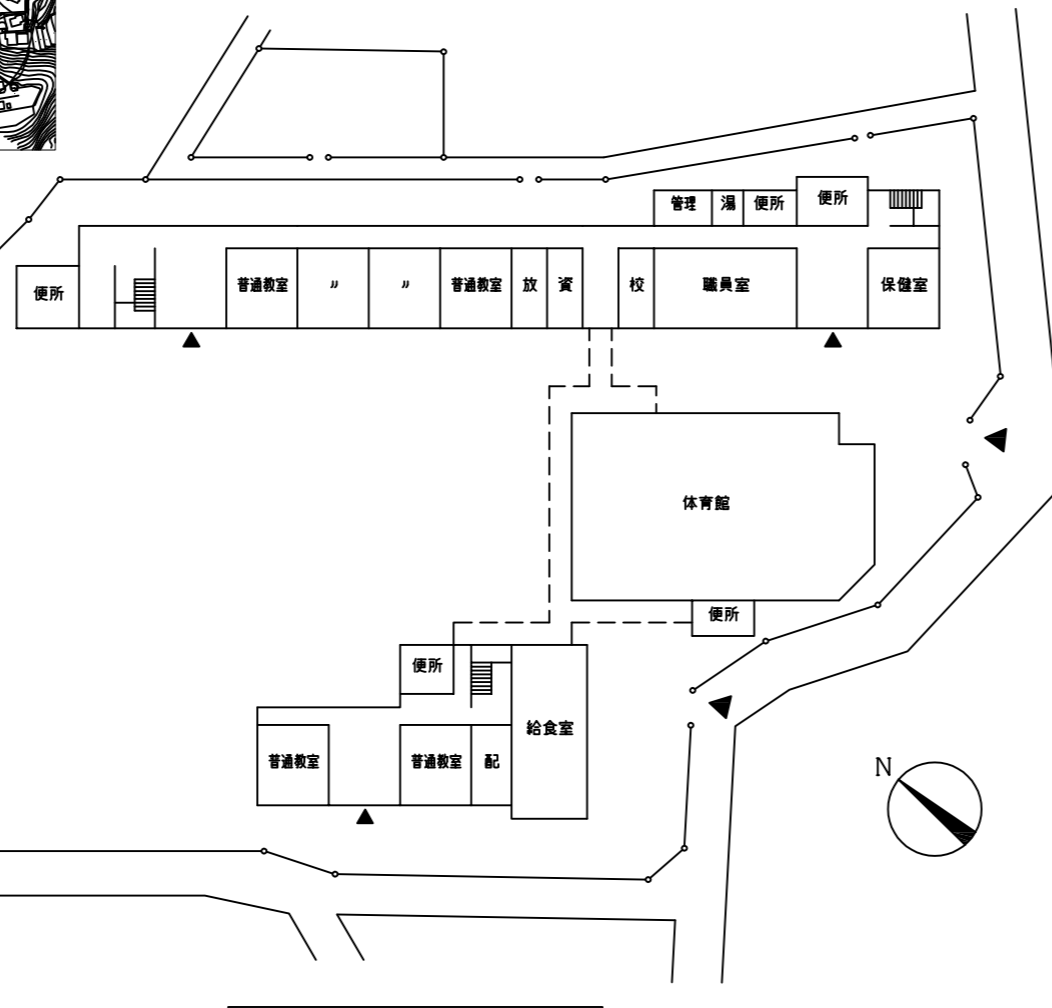 管理
湯
便所
便所
便所
普通教室
〃
〃
普通教室
放
資
校
職員室
保健室
体育館
便所
便所
給食室
普通教室
普通教室
配
N